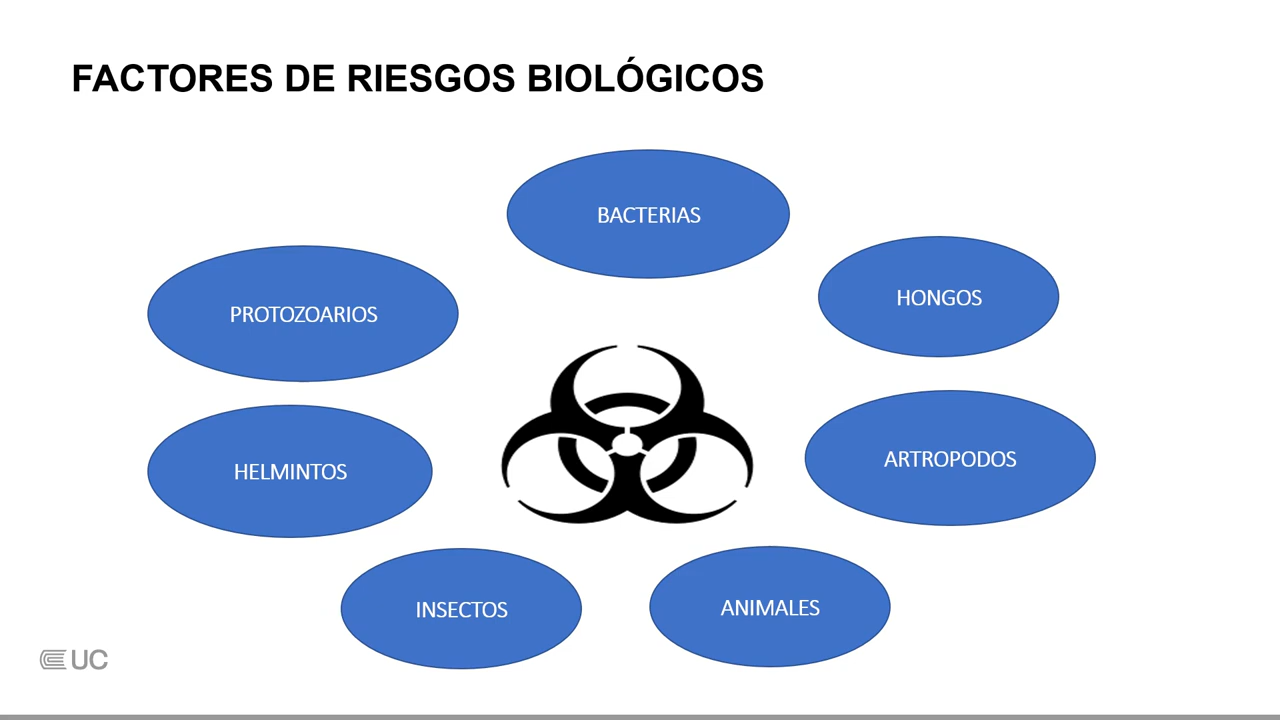 FACTORES DE RIESGOS BIOLÓGICOS
BACTERIAS
HONGOS
PROTOZOARIOS
ARTROPODOS
HELMINTOS
ANIMALES
INSECTOS
UC